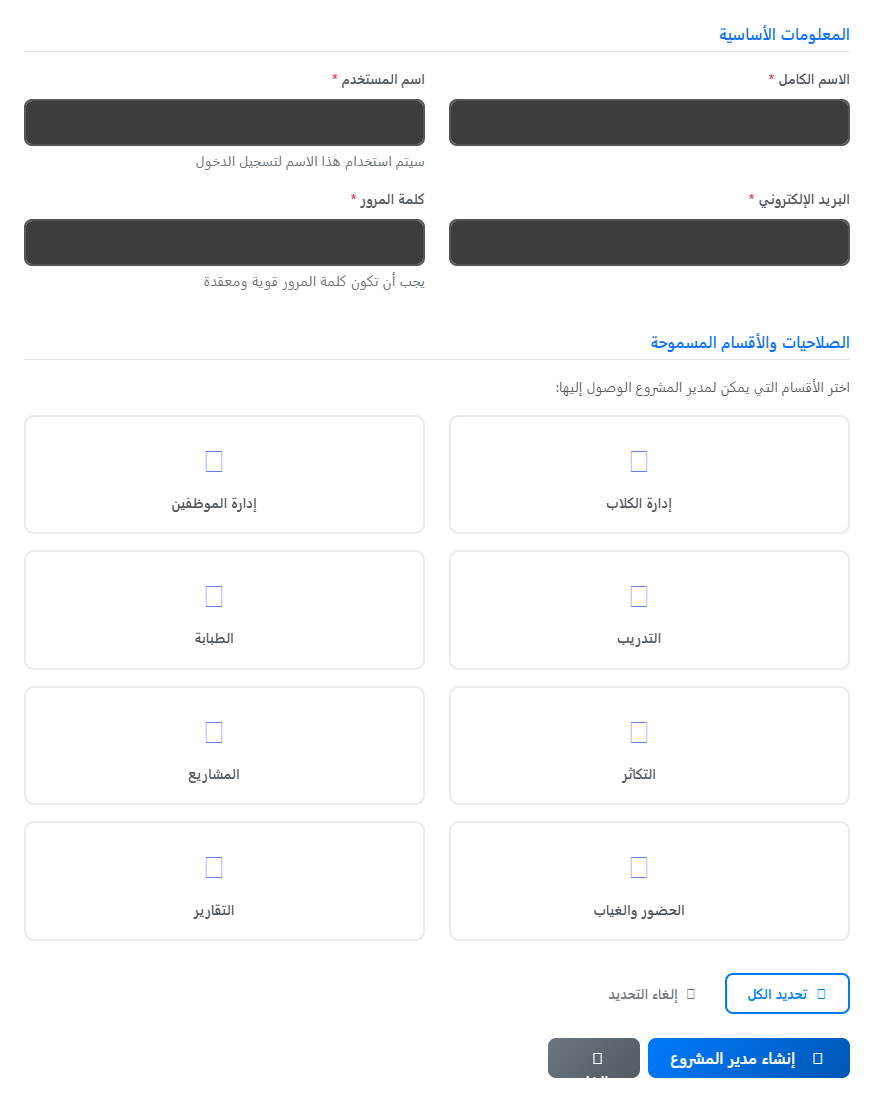 المعلومات الأساسية
الاسم الكامل *
اسم المستخدم *
سيتم استخدام هذا الاسم لتسجيل الدخول
البريد الإلكتروني *
كلمة المرور *
يجب أن تكون كلمة المرور قوية ومعقدة
الصلاحيات والأقسام المسموحة
اختر الأقسام التي يمكن لمدير المشروع الوصول إليها:
إدارة الكلاب
إدارة الموظفين
التدريب
الطبابة
التكاثر
المشاريع
الحضور والغياب
التقارير
تحديد الكل
إلغاء التحديد
إنشاء مدير المشروع